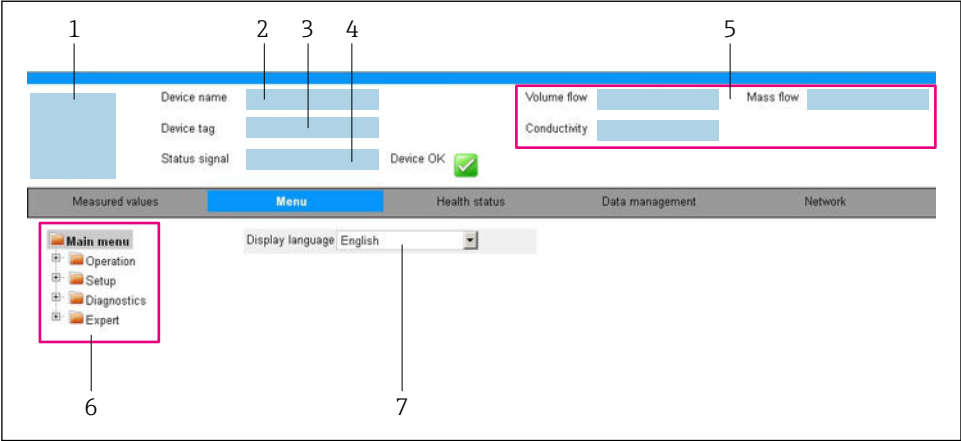 1 2 3 4 5
Device name Volume flow Mass flow
Device tag Conductivity
Status signal Device OK
Measured values Menu Health status Data management Network
Main menu Display language English
Operation
Setup
Diagnostics
Expert
6 7